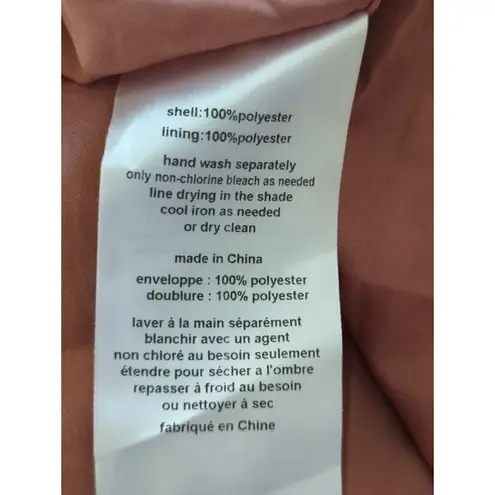 shell:100%polyester
lining:100%polyester
hand wash separately
only non-chlorine bleach as needed
line drying in the shade
cool iron as needed
or dry clean
made in China
enveloppe : 100% polyester
doublure : 100% polyester
laver à la main séparément
blanchir avec un agent
non chloré au besoin seulement
étendre pour sécher a l'ombre
repasser à froid au besoin
ou nettoyer à sec
fabriqué en Chine